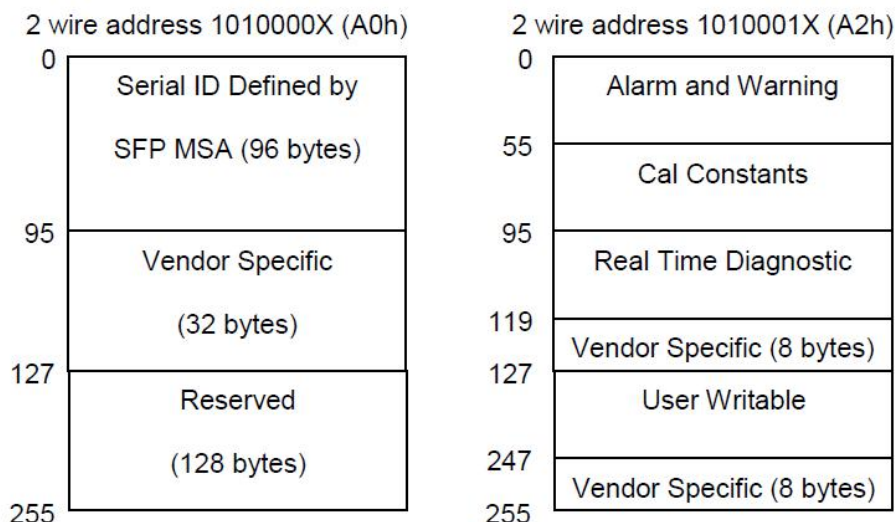 2 wire address 1010000X (A0h)
0
Serial ID Defined by
SFP MSA (96 bytes)
95
Vendor Specific
(32 bytes)
127
Reserved
(128 bytes)
255
2 wire address 1010001X (A2h)
0
Alarm and Warning
55
Cal Constants
95
Real Time Diagnostic
119
Vendor Specific (8 bytes)
127
User Writable
247
Vendor Specific (8 bytes)
255